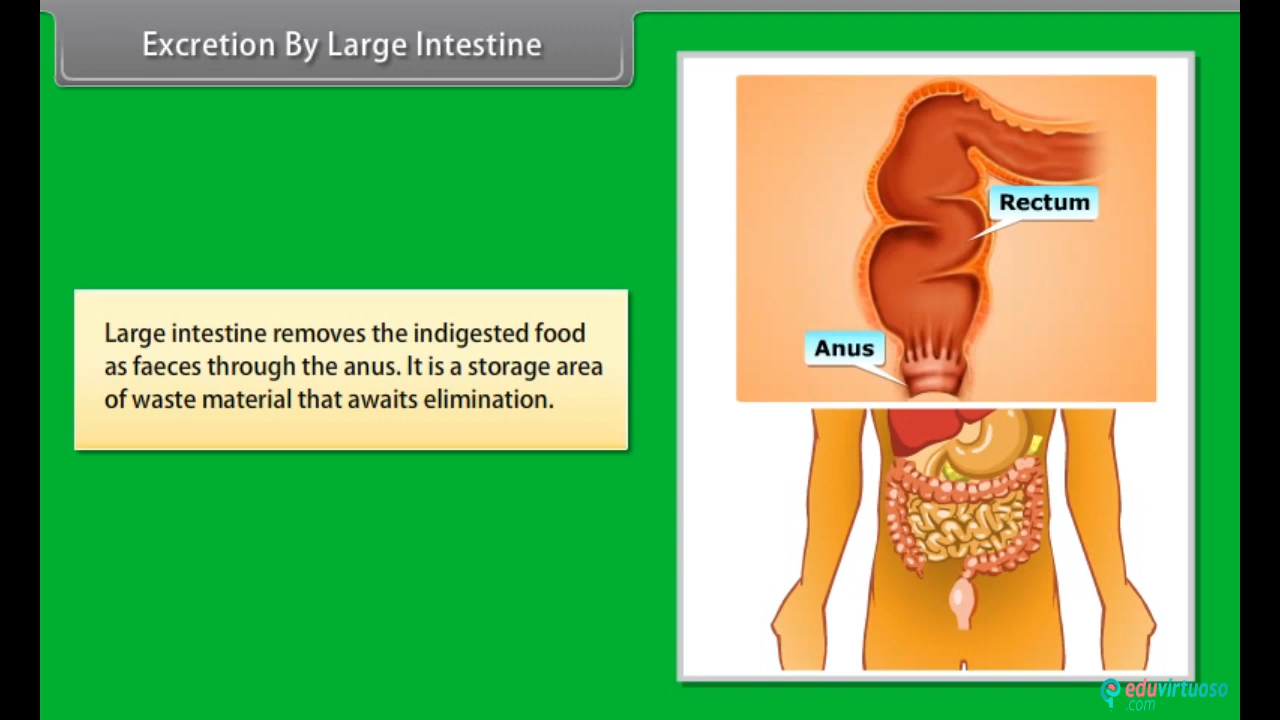 Excretion By Large Intestine
Rectum
Anus
Large intestine removes the indigested food
as faeces through the anus. It is a storage area
of waste material that awaits elimination.
eduvirtuoso
.com